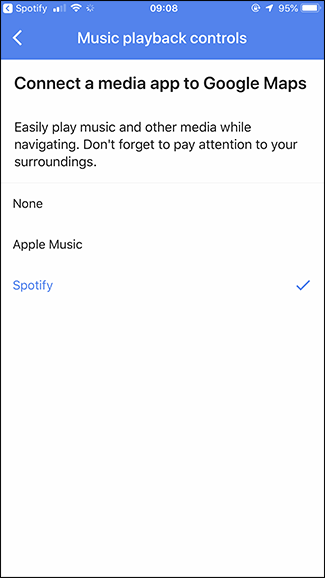 Spotify 09:08 95%
Music playback controls
Connect a media app to Google Maps
Easily play music and other media while
navigating. Don't forget to pay attention to your
surroundings.
None
Apple Music
Spotify